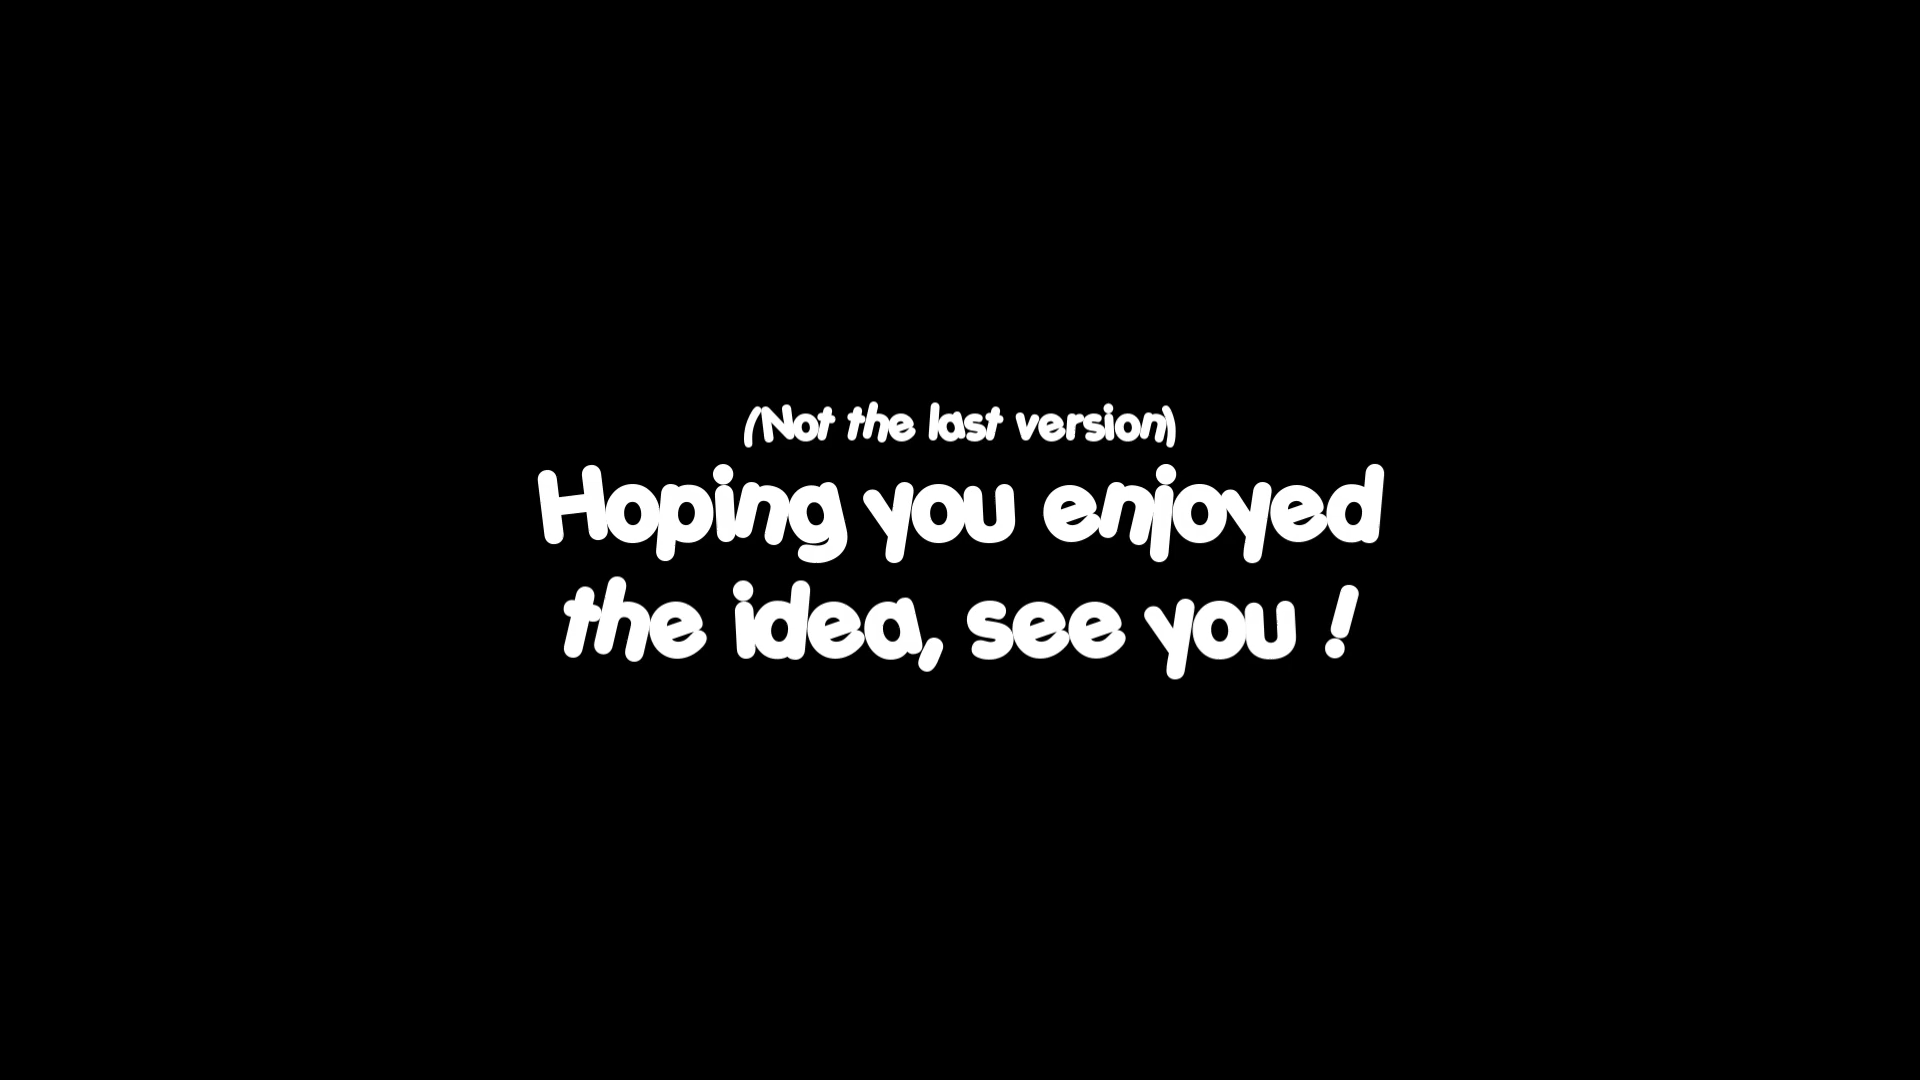 (Not the last version)
Hoping you enjoyed
the idea, see you !